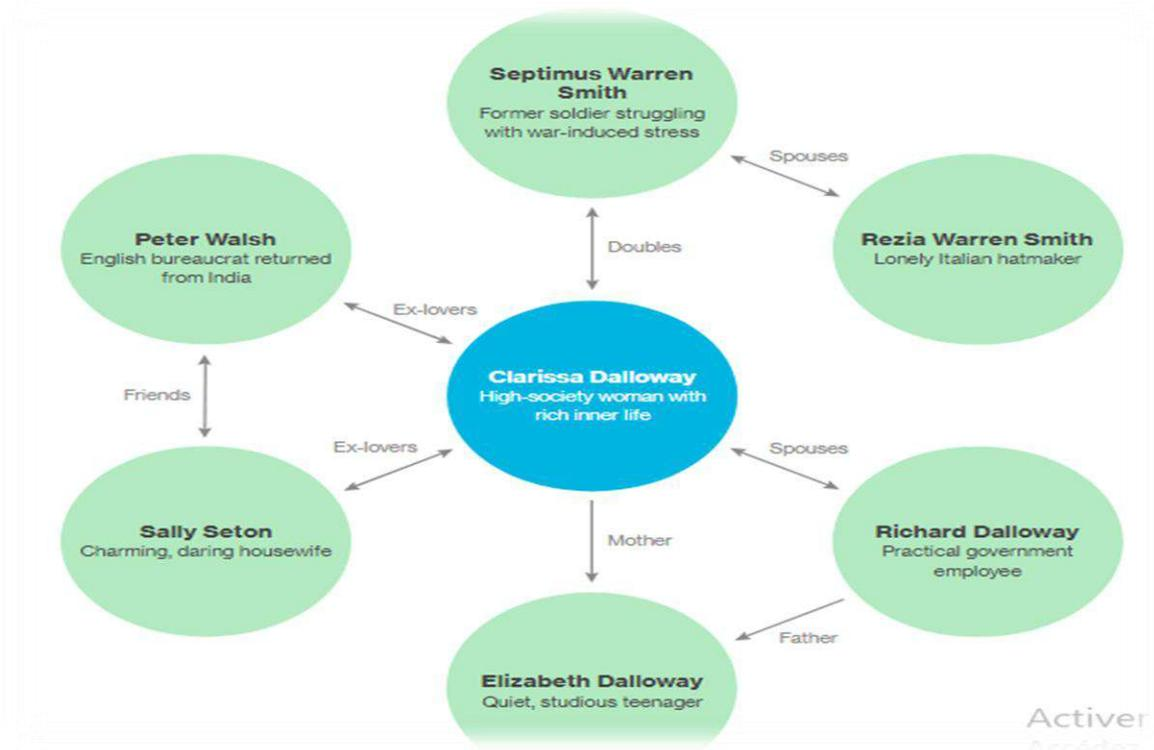 Septimus Warren
Smith
Former soldier struggling
with war-induced stress
Spouses
Peter Walsh
English bureaucrat returned
from India
Rezia Warren Smith
Lonely Italian hatmaker
Doubles
Ex-lovers
Clarissa Dalloway
High-society woman with
rich inner life
Friends
Ex-lovers
Spouses
Sally Seton
Charming, daring housewife
Richard Dalloway
Practical government
employee
Mother
Father
Elizabeth Dalloway
Quiet, studious teenager
Activer